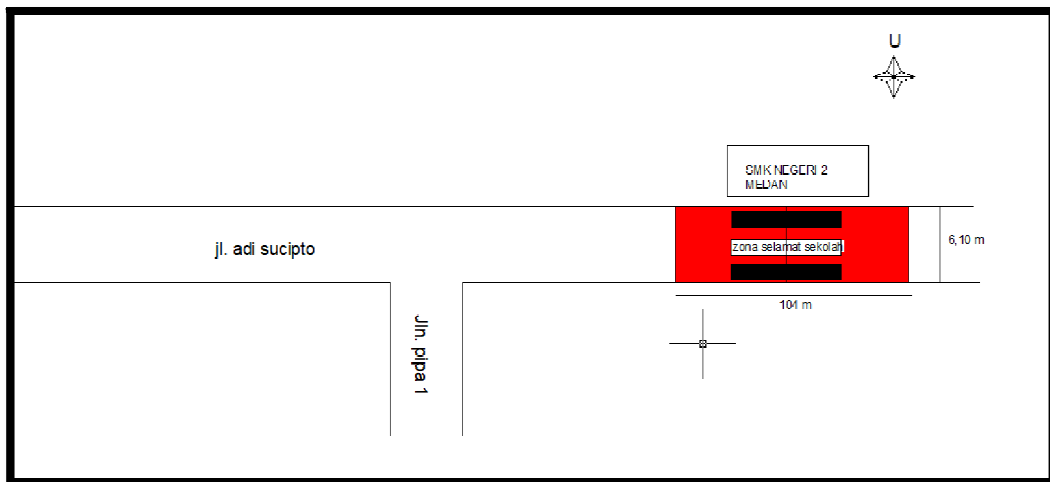 U
SMK NEGERI 2
MEDAN
jl. adi sucipto
zona selamat sekolah
6,10 m
104 m
Jln. pipa 1